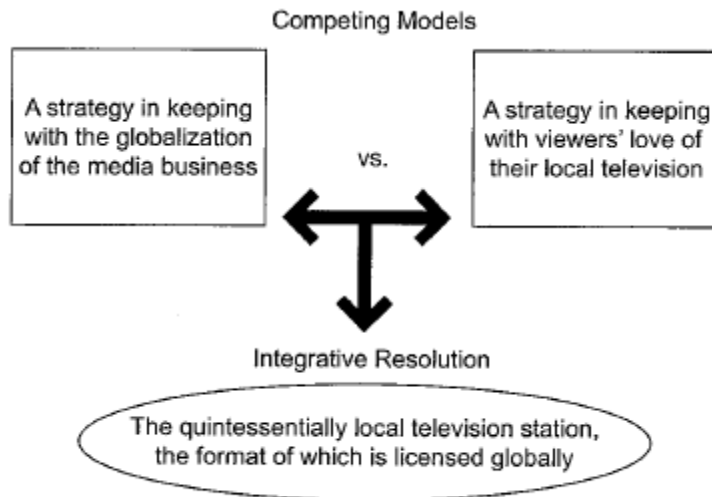 Competing Models
A strategy in keeping
with the globalization
of the media business
vs.
A strategy in keeping
with viewers' love of
their local television
Integrative Resolution
The quintessentially local television station,
the format of which is licensed globally